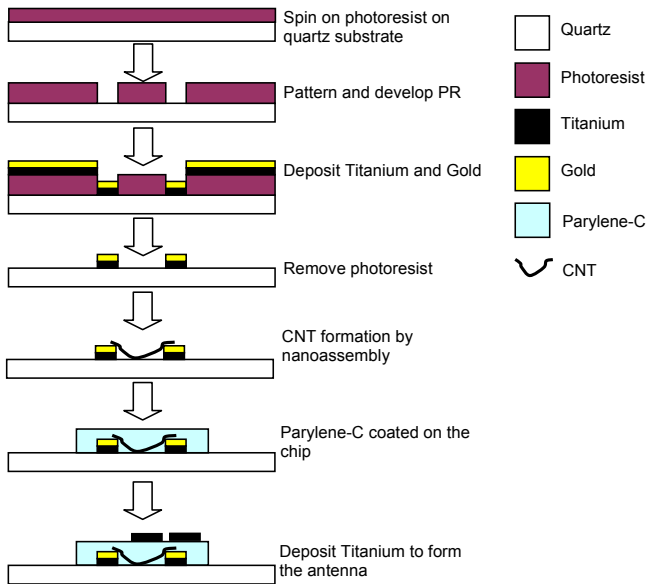 Spin on photoresist on
quartz substrate
Pattern and develop PR
Deposit Titanium and Gold
Remove photoresist
CNT formation by
nanoassembly
Parylene-C coated on the
chip
Deposit Titanium to form
the antenna
Quartz
Photoresist
Titanium
Gold
Parylene-C
CNT